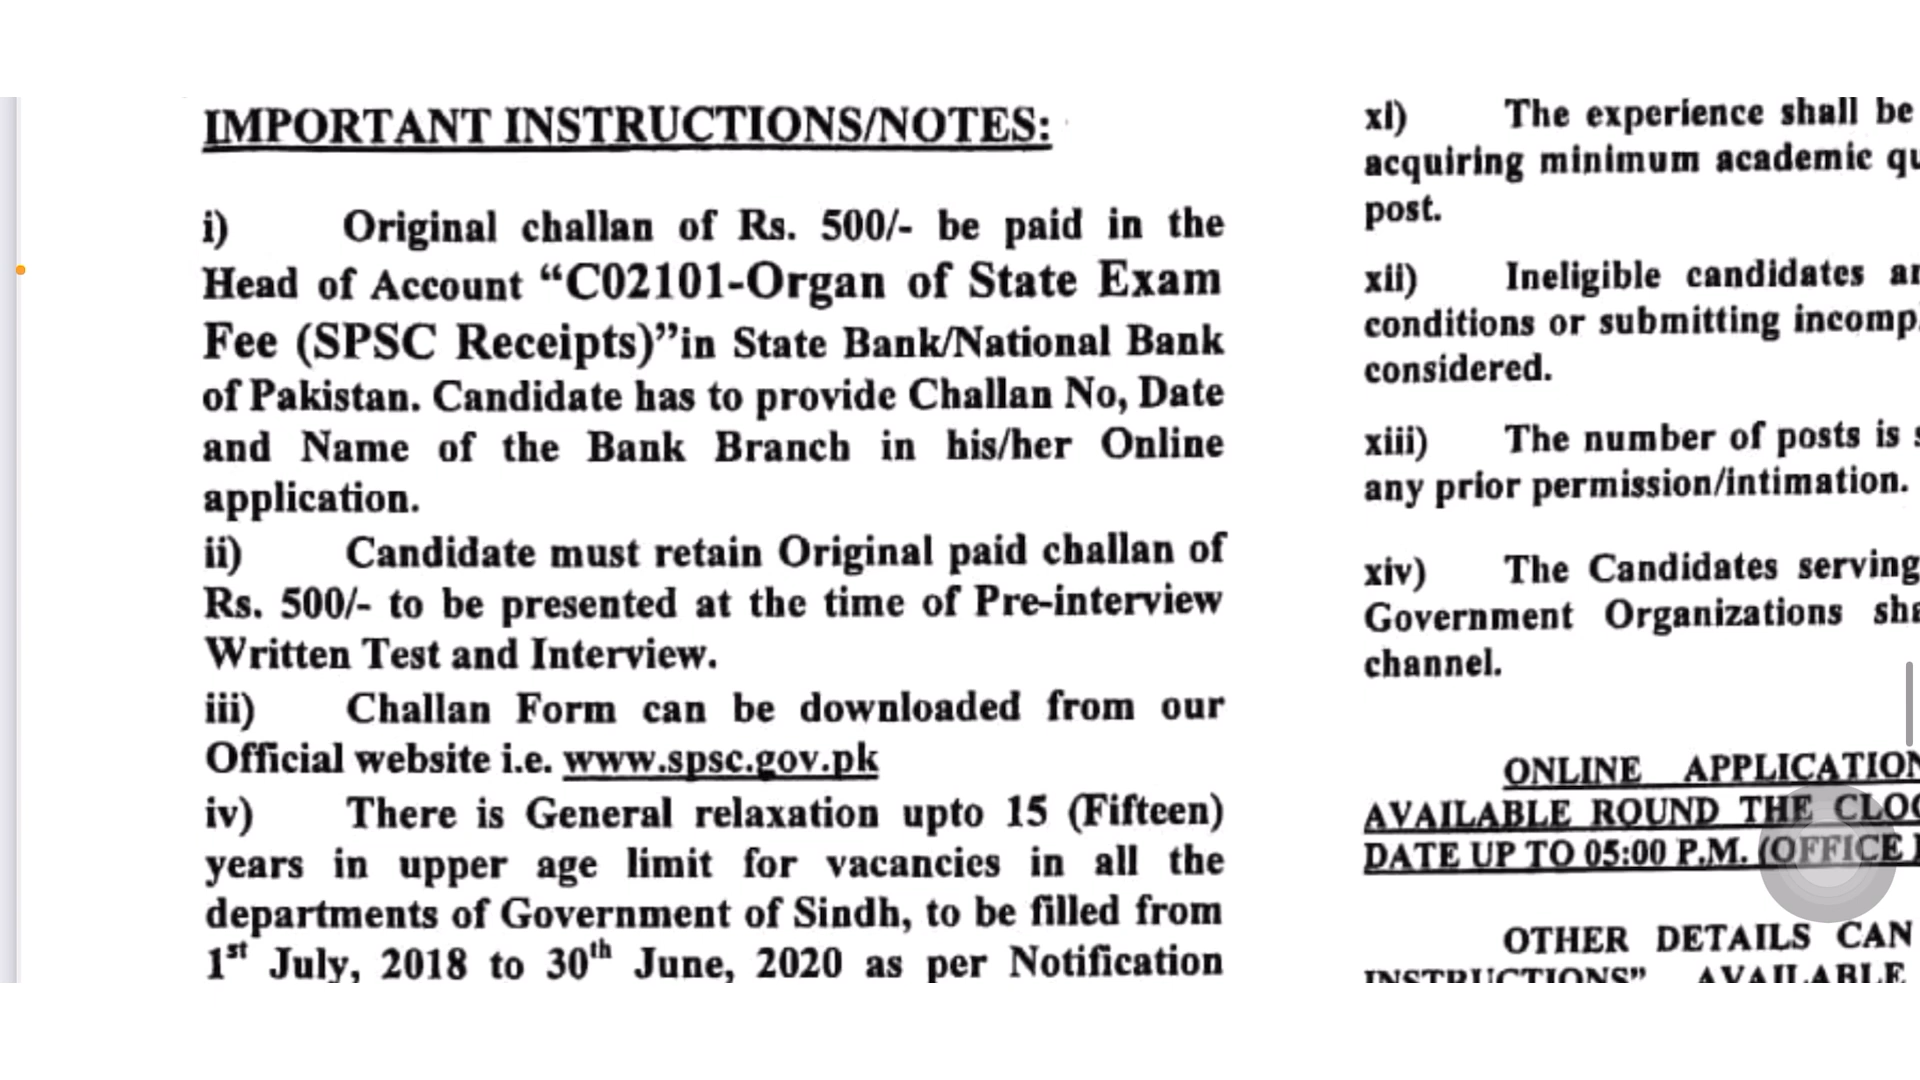 IMPORTANT INSTRUCTIONS/NOTES:
i) Original challan of Rs. 500/- be paid in the
Head of Account “C02101-Organ of State Exam
Fee (SPSC Receipts)”in State Bank/National Bank
of Pakistan. Candidate has to provide Challan No, Date
and Name of the Bank Branch in his/her Online
application.
ii) Candidate must retain Original paid challan of
Rs. 500/- to be presented at the time of Pre-interview
Written Test and Interview.
iii) Challan Form can be downloaded from our
Official website i.e. www.spsc.gov.pk
iv) There is General relaxation upto 15 (Fifteen)
years in upper age limit for vacancies in all the
departments of Government of Sindh, to be filled from
1st July, 2018 to 30th June, 2020 as per Notification
xi) The experience shall be
acquiring minimum academic
post.
xii) Ineligible candidates
conditions or submitting
considered.
xiii) The number of posts is
any prior permission/intimation.
xiv) The Candidates serving
Government Organizations
channel.
ONLINE APPLICATION
AVAILABLE ROUND THE
DATE UP TO 05:00 P.M. (OFFICE
OTHER DETAILS CAN
INSTRUCTIONS” AVAILABLE